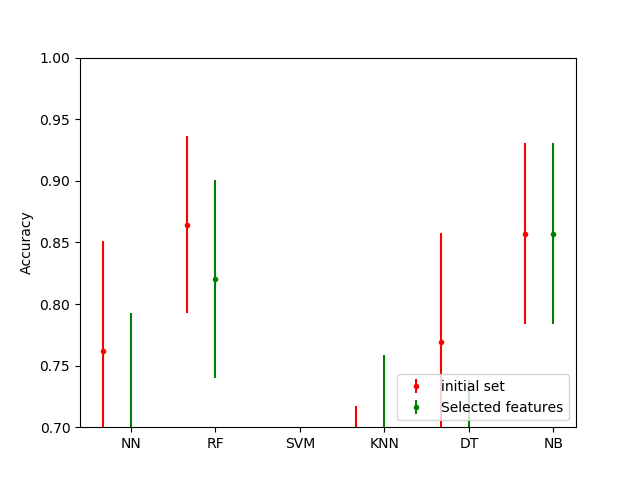 1.00
0.95
0.90
0.85
0.80
0.75
0.70
Accuracy
initial set
Selected features
NN RF SVM KNN DT NB